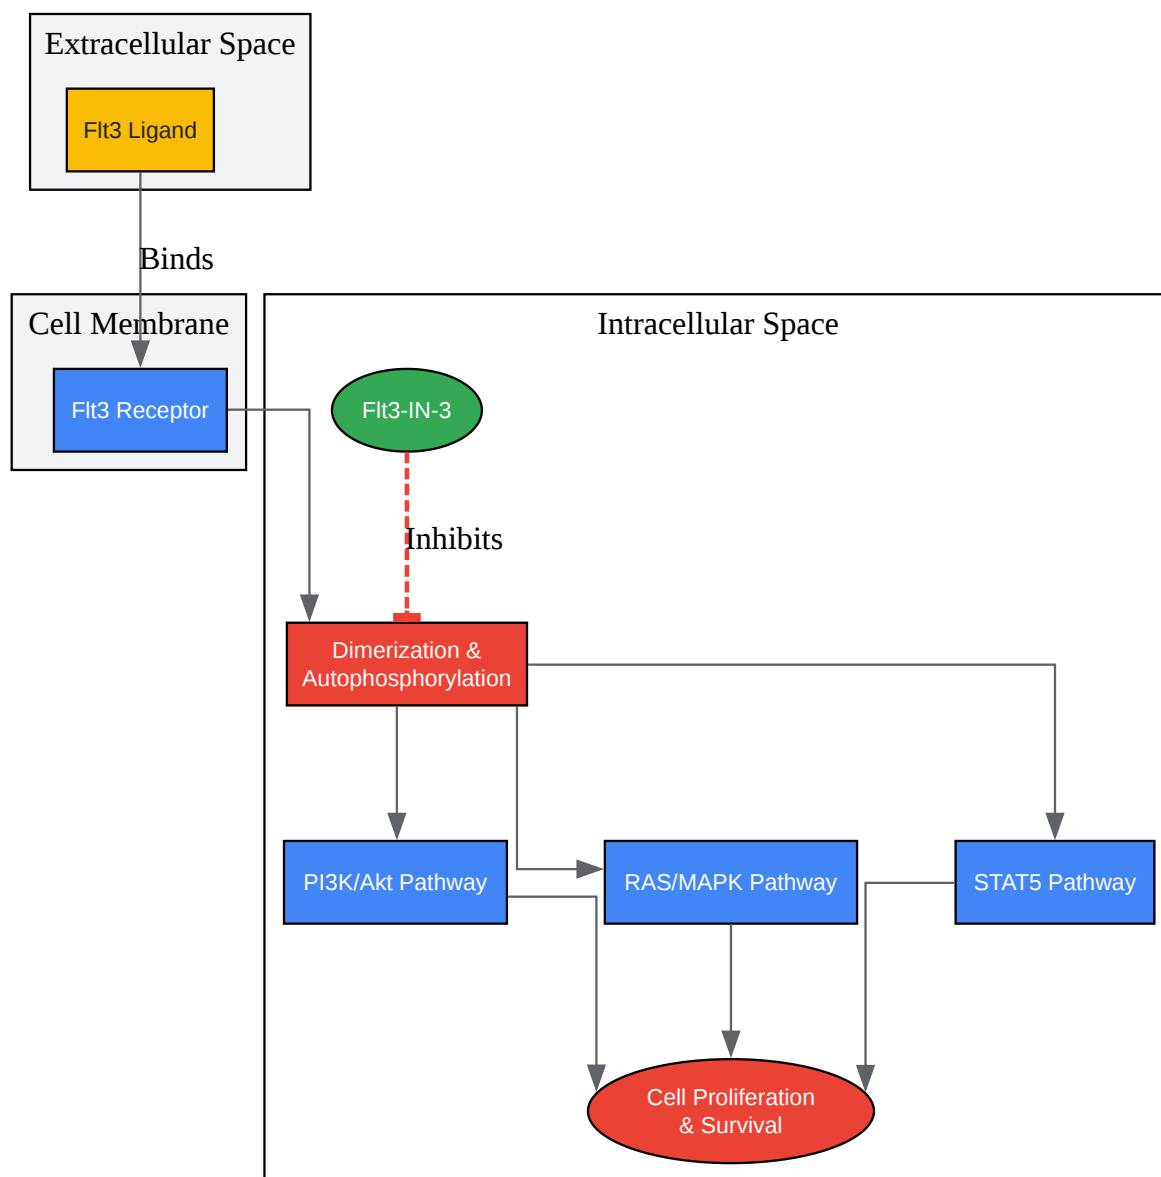 Extracellular Space
Flt3 Ligand
Binds
Cell Membrane
Flt3 Receptor
Intracellular Space
Flt3-IN-3
Inhibits
Dimerization &
Autophosphorylation
PI3K/Akt Pathway
RAS/MAPK Pathway
STAT5 Pathway
Cell Proliferation
& Survival